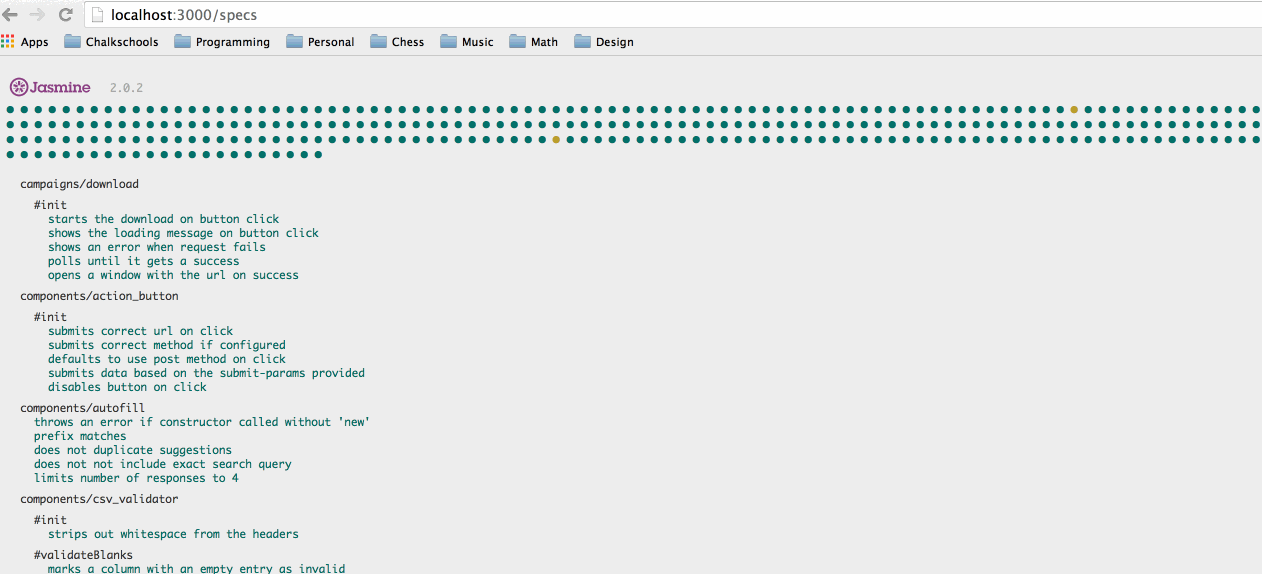 localhost:3000/specs
Apps Chalkschools Programming Personal Chess Music Math Design
Jasmine 2.0.2
campaigns/download
#init
starts the download on button click
shows the loading message on button click
shows an error when request fails
polls until it gets a success
opens a window with the url on success
components/action_button
#init
submits correct url on click
submits correct method if configured
defaults to use post method on click
submits data based on the submit-params provided
disables button on click
components/autofill
throws an error if constructor called without 'new'
prefix matches
does not duplicate suggestions
does not not include exact search query
limits number of responses to 4
components/csv_validator
#init
strips out whitespace from the headers
#validateBlanks
marks a column with an empty entry as invalid